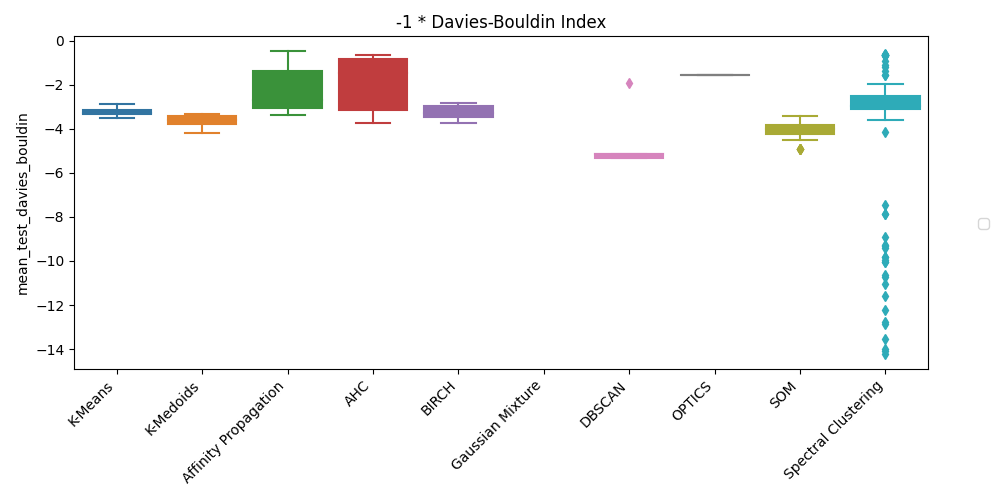 -1 * Davies-Bouldin Index
mean_test_davies_bouldin
0
−2
−4
−6
−8
−10
−12
−14
K-Means
K-Medoids
Affinity Propagation
AHC
BIRCH
Gaussian Mixture
DBSCAN
OPTICS
SOM
Spectral Clustering